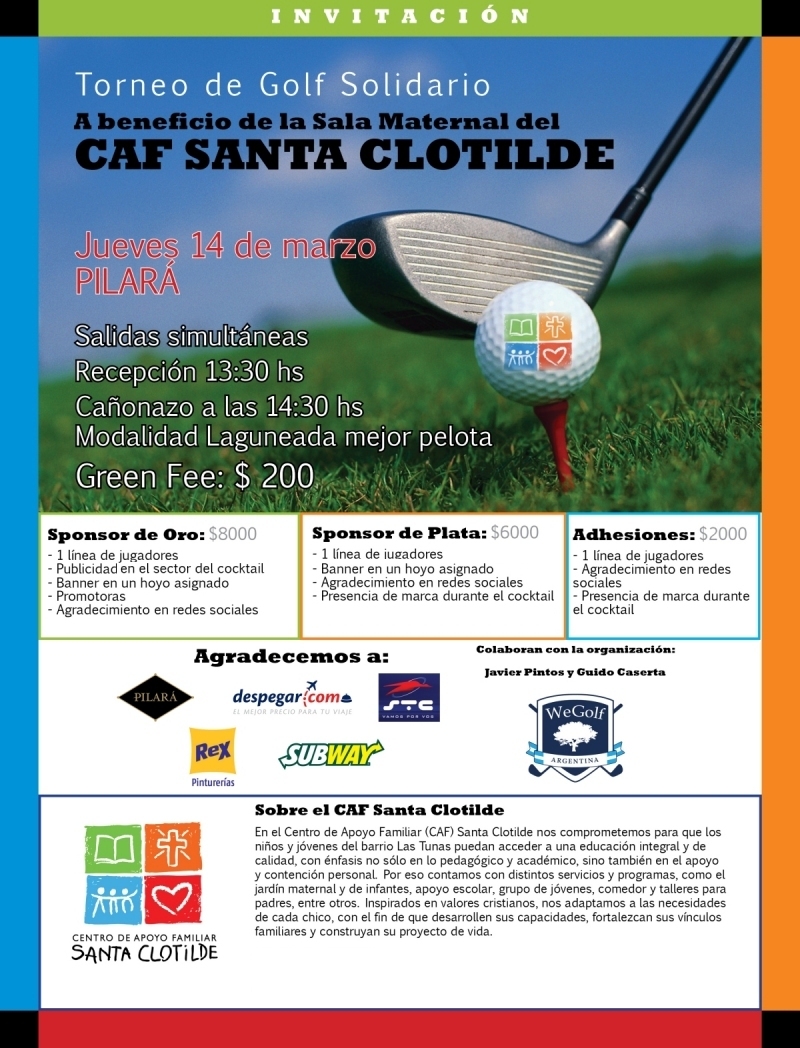 INVITACIÓN
Torneo de Golf Solidario
A beneficio de la Sala Maternal del
CAF SANTA CLOTILDE
Jueves 14 de marzo
PILARÁ
Salidas simultáneas
Recepción 13:30 hs
Cañonazo a las 14:30 hs
Modalidad Laguneada mejor pelota
Green Fee: $ 200
Sponsor de Oro: $8000
- 1 línea de jugadores
- Publicidad en el sector del cocktail
- Banner en un hoyo asignado
- Promotoras
- Agradecimiento en redes sociales
Sponsor de Plata: $6000
- 1 línea de jugadores
- Banner en un hoyo asignado
- Agradecimiento en redes sociales
- Presencia de marca durante el cocktail
Adhesiones: $2000
- 1 línea de jugadores
- Agradecimiento en redes
sociales
- Presencia de marca durante
el cocktail
Agradecemos a:
PILARÁ
despegar.com
EL MEJOR PRECIO PARA TU VIAJE
STC
VAMOS POR VOS
Rex
Pinturerías
SUBWAY
Colaboran con la organización:
Javier Pintos y Guido Caserta
WeGolf
ARGENTINA
CENTRO DE APOYO FAMILIAR
SANTA CLOTILDE
Sobre el CAF Santa Clotilde
En el Centro de Apoyo Familiar (CAF) Santa Clotilde nos comprometemos para que los
niños y jóvenes del barrio Las Tunas puedan acceder a una educación integral y de
calidad, con énfasis no sólo en lo pedagógico y académico, sino también en el apoyo
y contención personal. Por eso contamos con distintos servicios y programas, como el
jardín maternal y de infantes, apoyo escolar, grupo de jóvenes, comedor y talleres para
padres, entre otros. Inspirados en valores cristianos, nos adaptamos a las necesidades
de cada chico, con el fin de que desarrollen sus capacidades, fortalezcan sus vínculos
familiares y construyan su proyecto de vida.